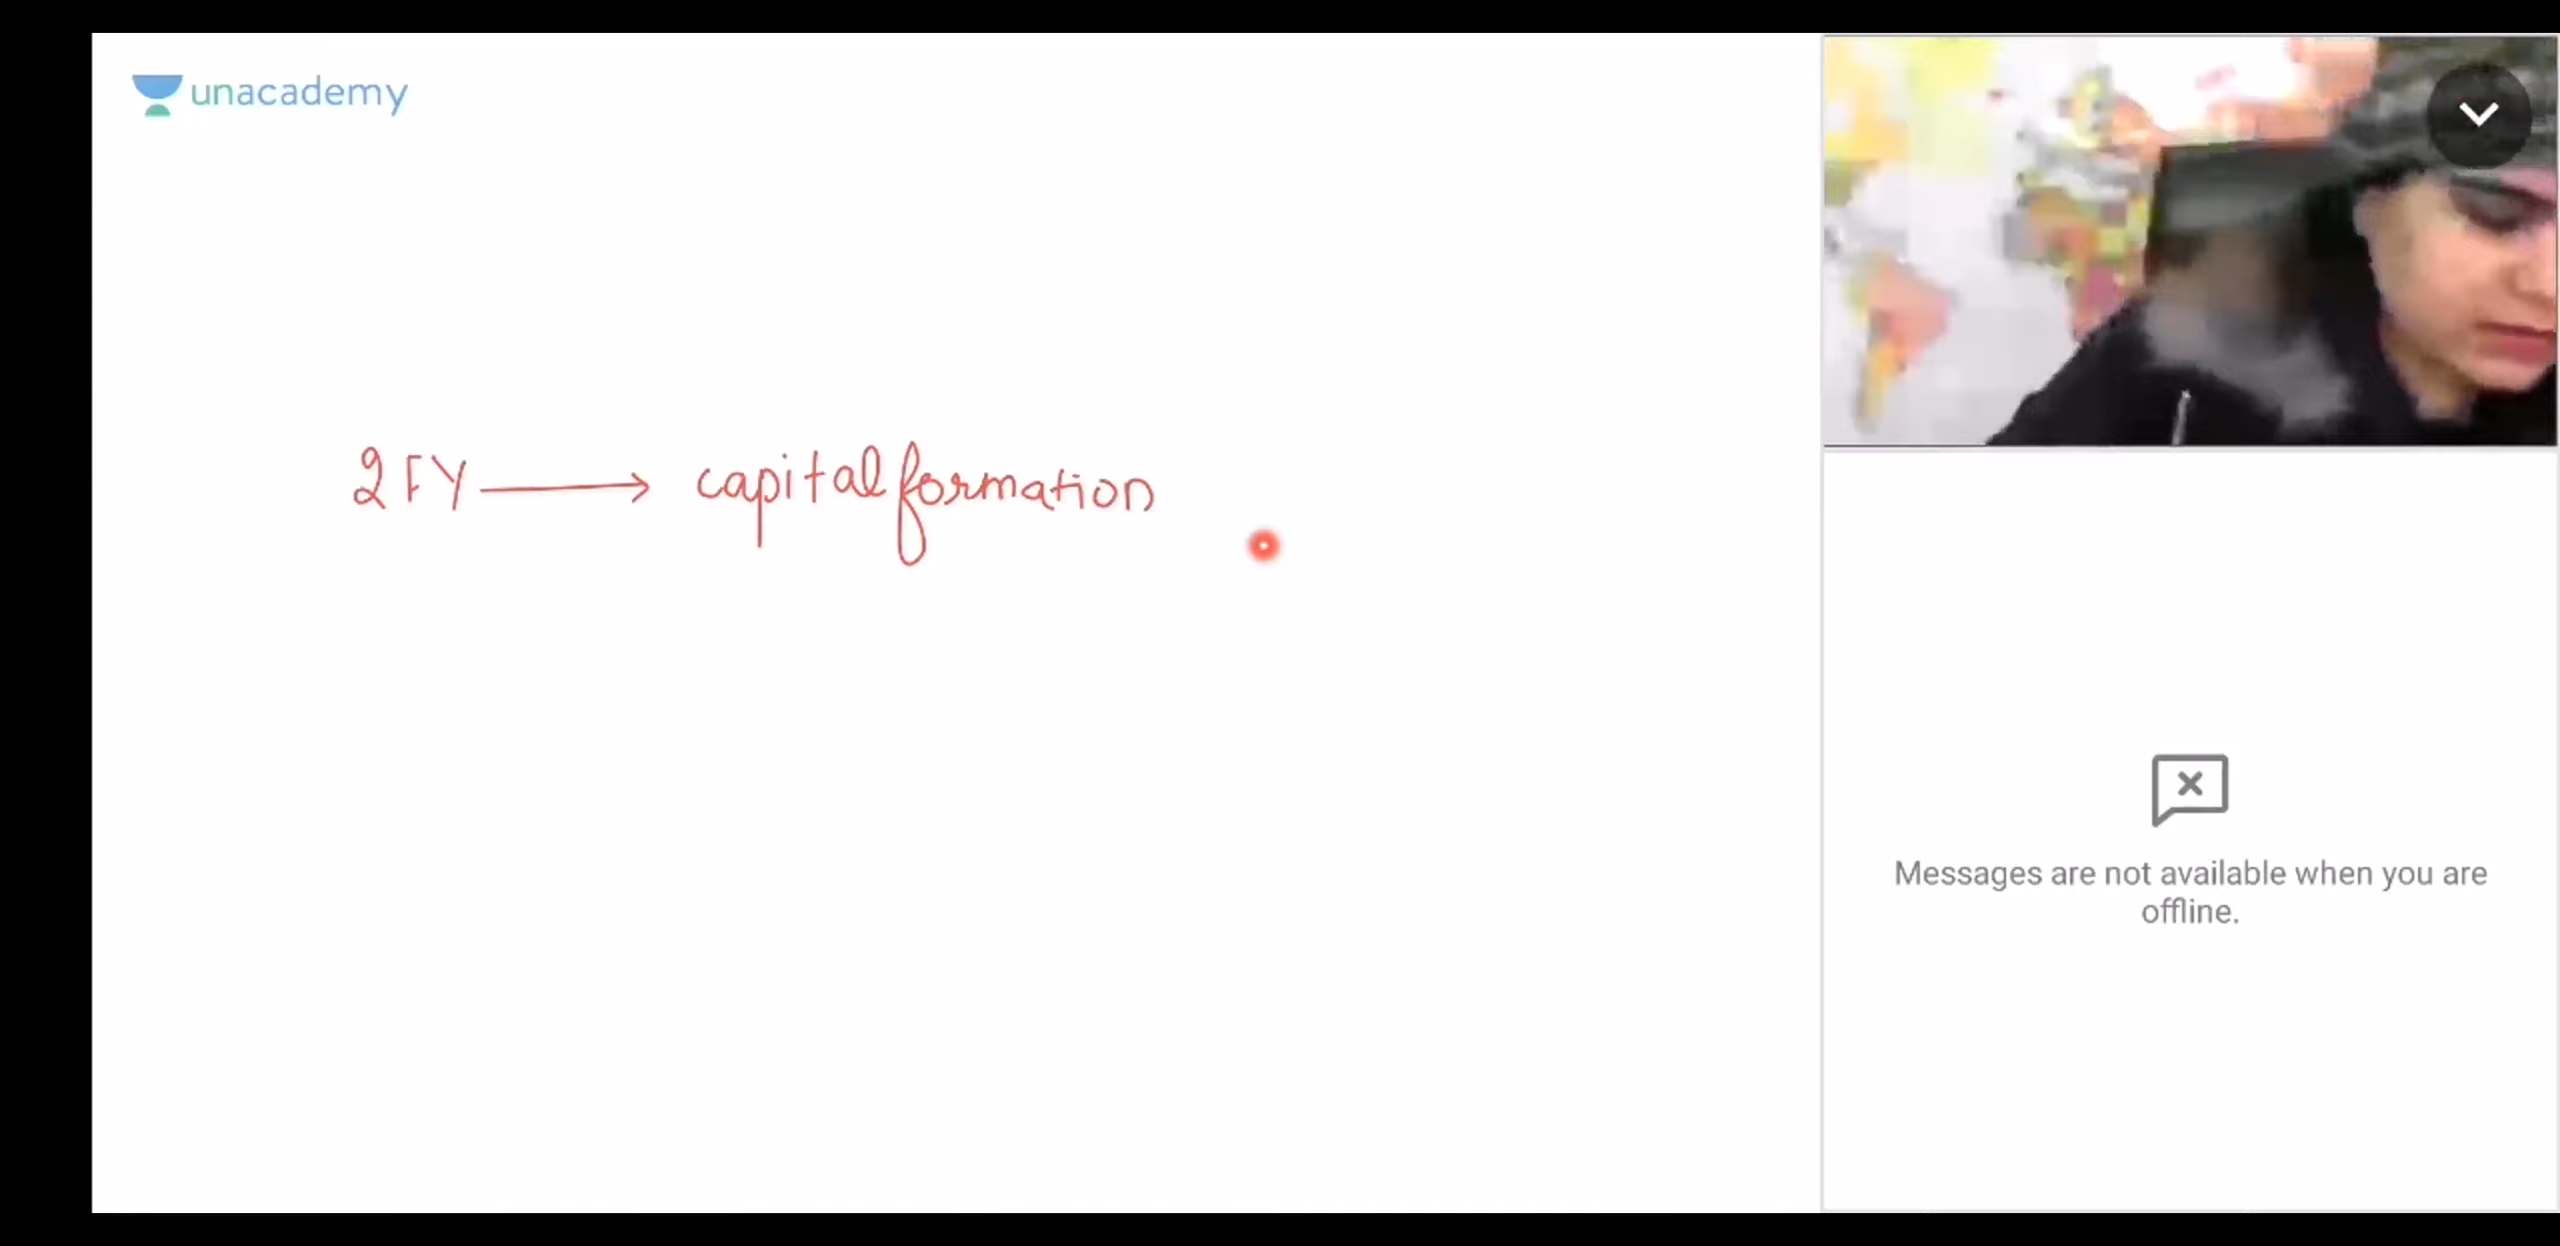 unacademy
2FY → capital formation
Messages are not available when you are
offline.